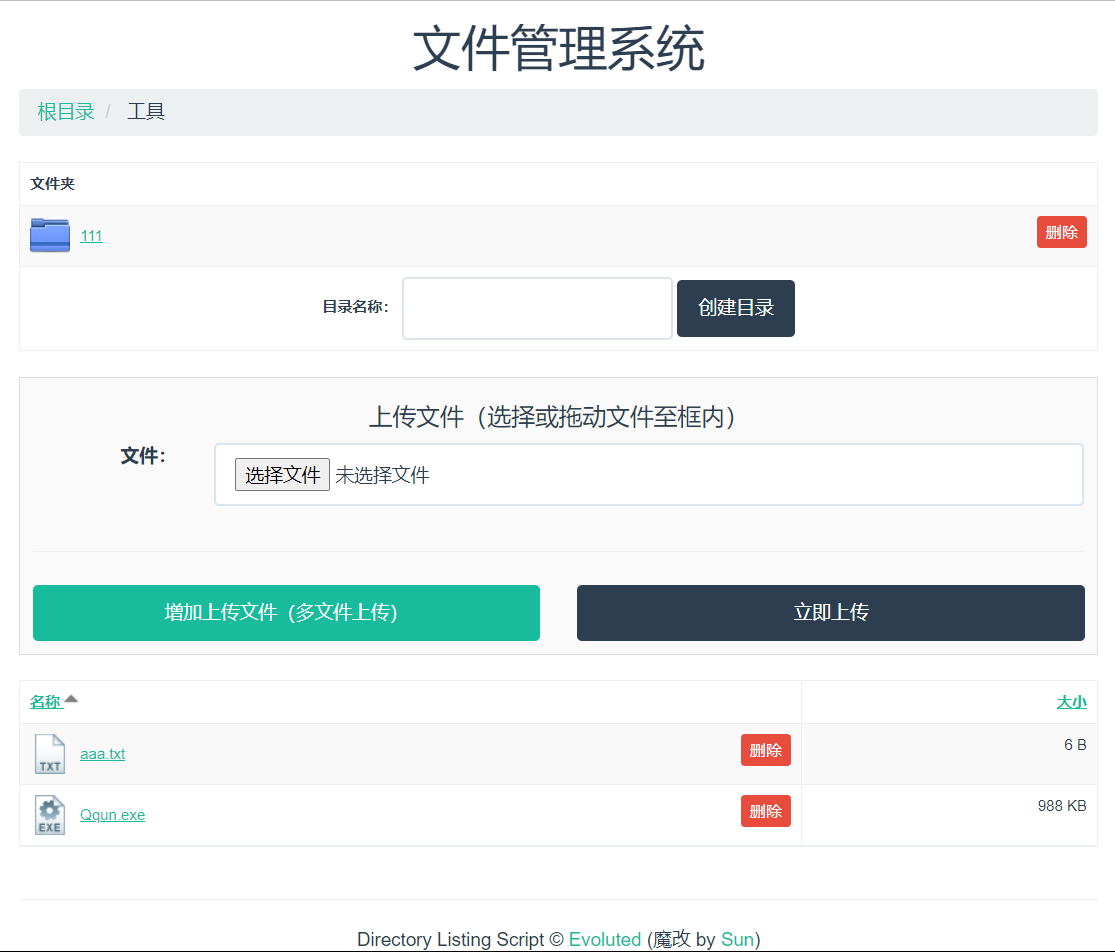 文件管理系统
根目录 / 工具
文件夹
111 删除
目录名称: 创建目录
上传文件（选择或拖动文件至框内）
文件: 选择文件 未选择文件
增加上传文件（多文件上传） 立即上传
名称 大小
TXT aaa.txt 删除 6 B
EXE Qqun.exe 删除 988 KB
Directory Listing Script © Evoluted (魔改 by Sun)